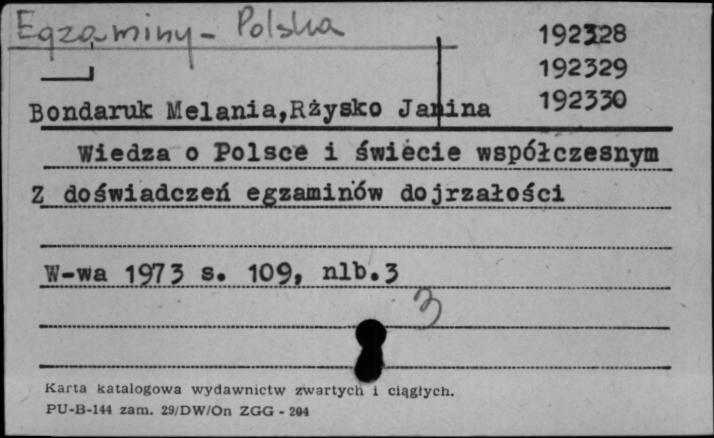 Egzaminy - Polska
192328
192329
192330
Bondaruk Melania,Rżysko Janina
Wiedza o Polsce i świecie współczesnym
Z doświadczeń egzaminów dojrzałości
W-wa 1973 s. 109, nlb.3
3
Karta katalogowa wydawnictw zwartych i ciągłych.
PU-B-144 zam. 29/DW/On ZGG - 204